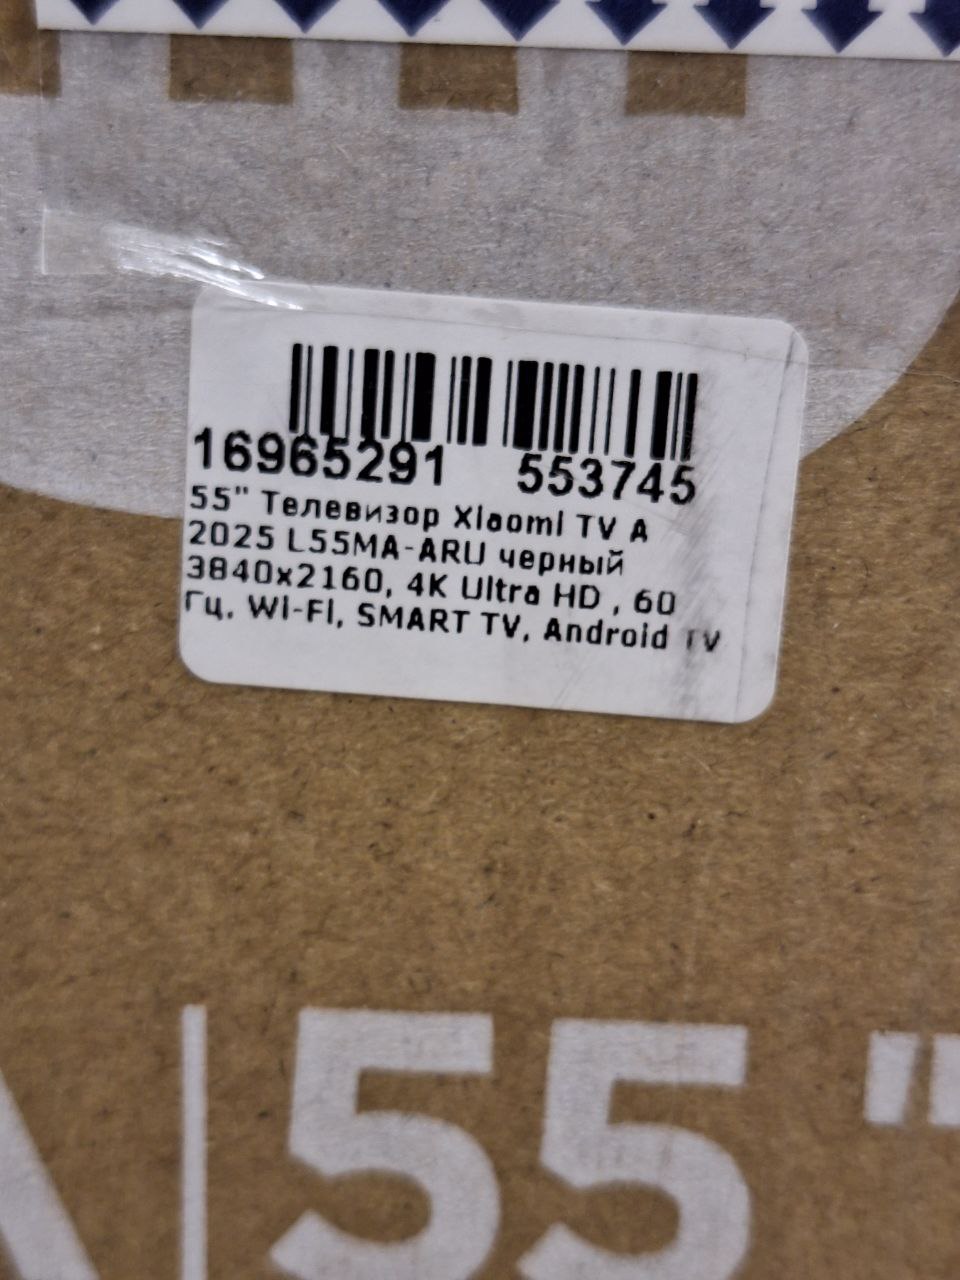 16965291 553745
55" Телевизор Xiaomi TV A
2025 L55MA-ARU черный
3840x2160, 4K Ultra HD , 60
Гц, Wi-Fi, SMART TV, Android TV
55"